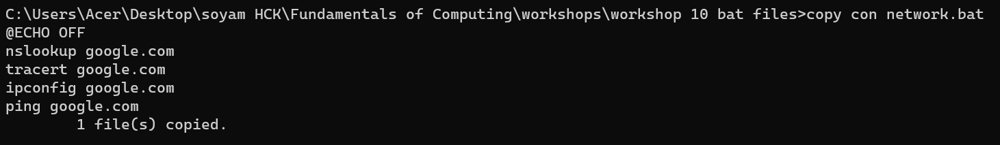 C:\Users\Acer\Desktop\soyam HCK\Fundamentals of Computing\workshops\workshop 10 bat files>copy con network.bat
@ECHO OFF
nslookup google.com
tracert google.com
ipconfig google.com
ping google.com
        1 file(s) copied.